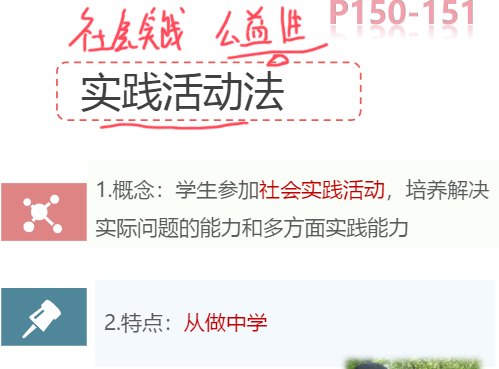 P150-151
社会实践 公益性
实践活动法
1.概念：学生参加社会实践活动，培养解决
实际问题的能力和多方面实践能力
2.特点：从做中学